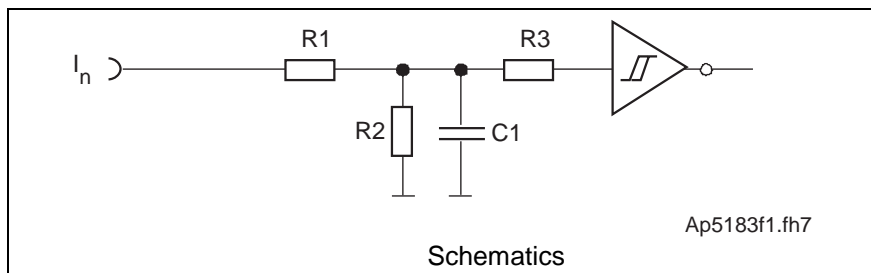 R1
R3
In
R2
C1
Ap5183f1.fh7
Schematics